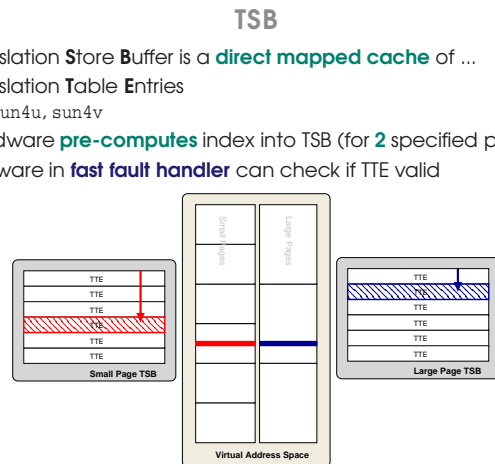 TSB
slation Store Buffer is a direct mapped cache of ...
slation Table Entries
un4u, sun4v
dware pre-computes index into TSB (for 2 specified p
ware in fast fault handler can check if TTE valid
Small Pages
Large Pages
TTE
TTE
TTE
TTE
TTE
TTE
Small Page TSB
TTE
TTE
TTE
TTE
TTE
TTE
Large Page TSB
Virtual Address Space